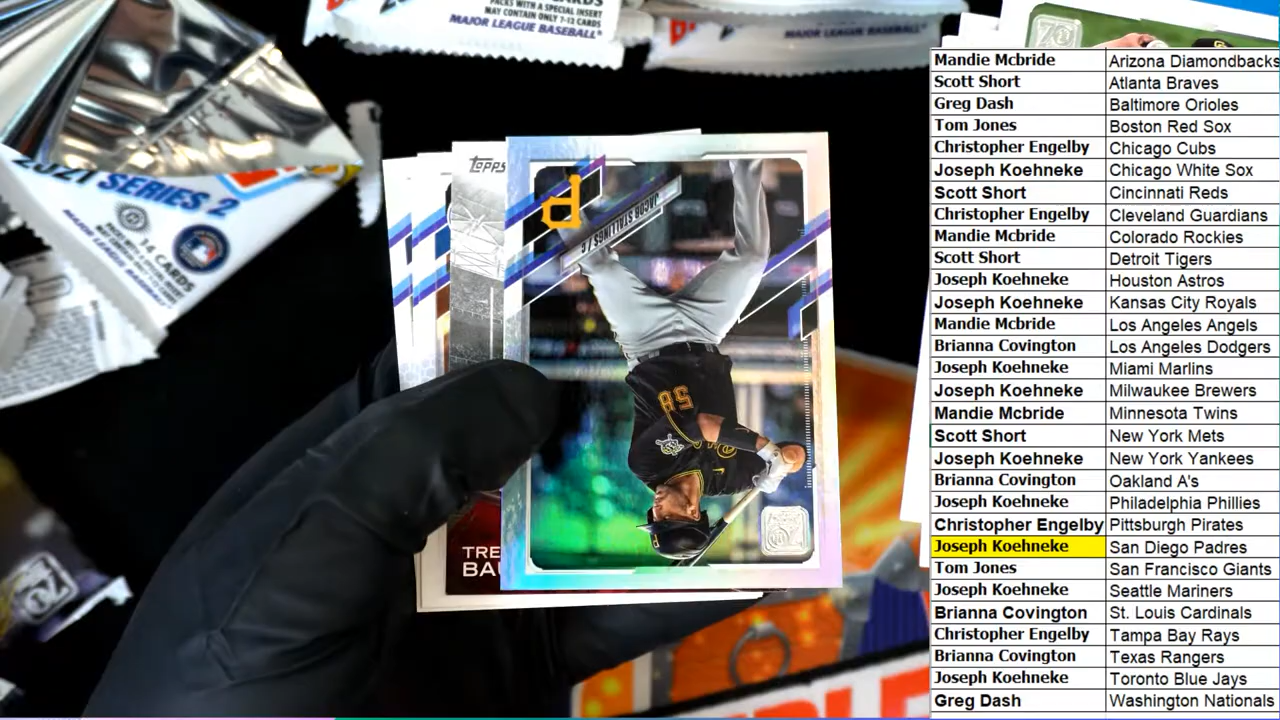 PACKS WITH A SPECIAL INSERT
MAY CONTAIN ONLY 7-12 CARDS
MAJOR LEAGUE BASEBALL®
MAJOR LEAGUE BASEBALL®
2021 SERIES 2
14 CARDS
MAJOR LEAGUE
TOPPS
JACOB STALLINGS / C
P
58
TRE
BAU
Mandie Mcbride Arizona Diamondbacks
Scott Short Atlanta Braves
Greg Dash Baltimore Orioles
Tom Jones Boston Red Sox
Christopher Engelby Chicago Cubs
Joseph Koehneke Chicago White Sox
Scott Short Cincinnati Reds
Christopher Engelby Cleveland Guardians
Mandie Mcbride Colorado Rockies
Scott Short Detroit Tigers
Joseph Koehneke Houston Astros
Joseph Koehneke Kansas City Royals
Mandie Mcbride Los Angeles Angels
Brianna Covington Los Angeles Dodgers
Joseph Koehneke Miami Marlins
Joseph Koehneke Milwaukee Brewers
Mandie Mcbride Minnesota Twins
Scott Short New York Mets
Joseph Koehneke New York Yankees
Brianna Covington Oakland A's
Joseph Koehneke Philadelphia Phillies
Christopher Engelby Pittsburgh Pirates
Joseph Koehneke San Diego Padres
Tom Jones San Francisco Giants
Joseph Koehneke Seattle Mariners
Brianna Covington St. Louis Cardinals
Christopher Engelby Tampa Bay Rays
Brianna Covington Texas Rangers
Joseph Koehneke Toronto Blue Jays
Greg Dash Washington Nationals